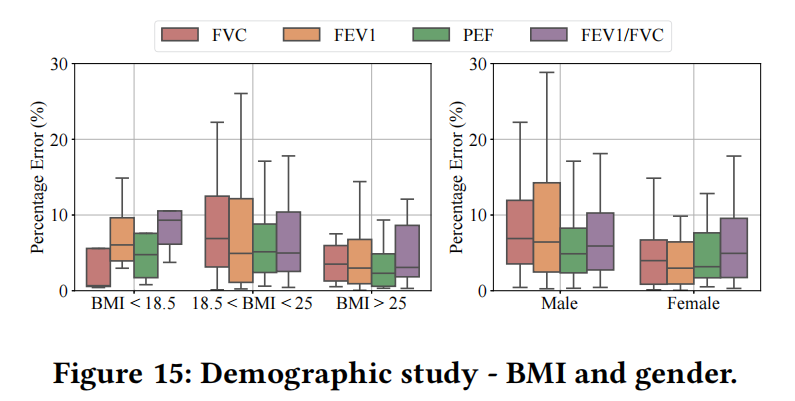 FVC FEV1 PEF FEV1/FVC
Percentage Error (%)
30
20
10
0
BMI < 18.5 18.5 < BMI < 25 BMI > 25
Percentage Error (%)
30
20
10
0
Male Female
Figure 15: Demographic study - BMI and gender.